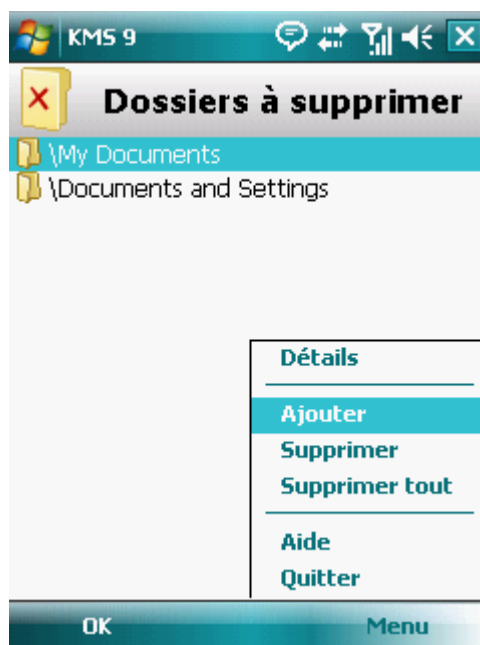 KMS 9
Dossiers à supprimer
\My Documents
\Documents and Settings
Détails
Ajouter
Supprimer
Supprimer tout
Aide
Quitter
OK Menu